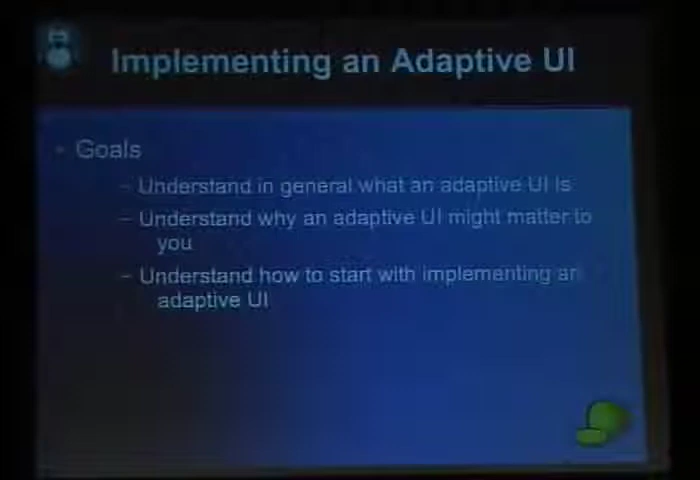 Implementing an Adaptive UI
- Goals
– Understand in general what an adaptive UI is
– Understand why an adaptive UI might matter to
you
– Understand how to start with implementing an
adaptive UI